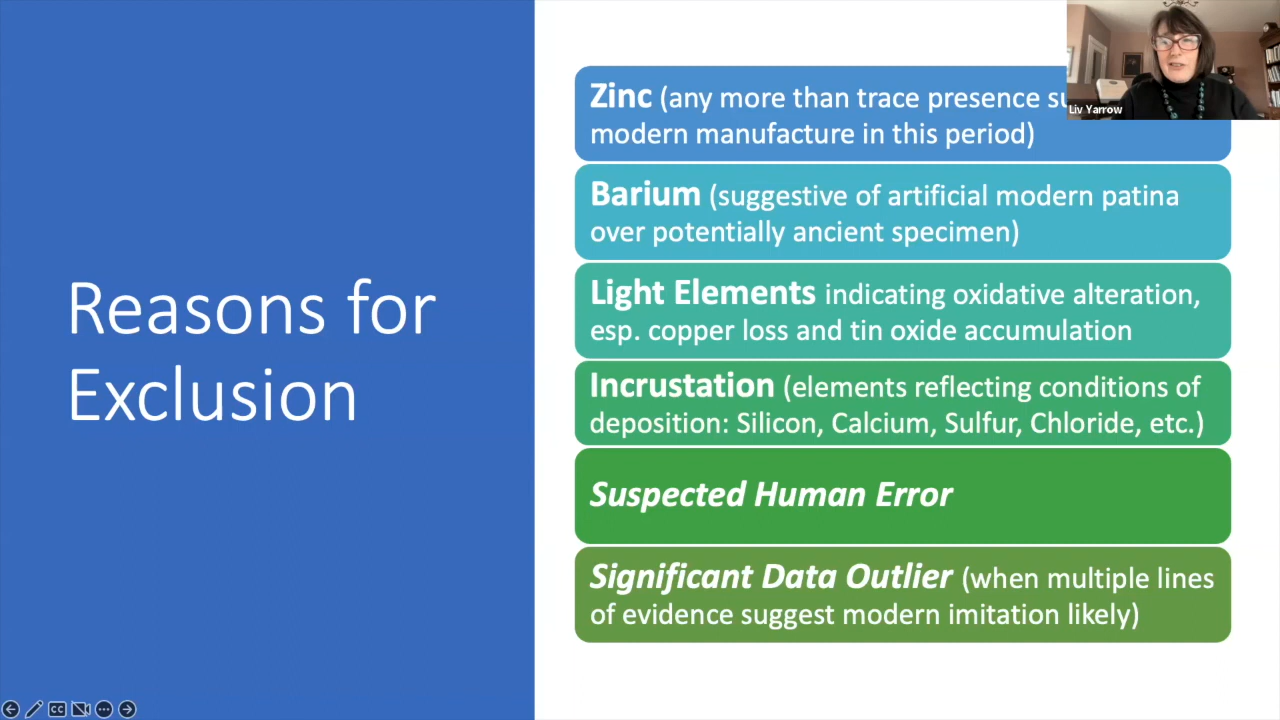 Reasons for
Exclusion
Zinc (any more than trace presence
modern manufacture in this period)
Barium (suggestive of artificial modern patina
over potentially ancient specimen)
Light Elements indicating oxidative alteration,
esp. copper loss and tin oxide accumulation
Incrustation (elements reflecting conditions of
deposition: Silicon, Calcium, Sulfur, Chloride, etc.)
Suspected Human Error
Significant Data Outlier (when multiple lines
of evidence suggest modern imitation likely)
Liv Yarrow
CC